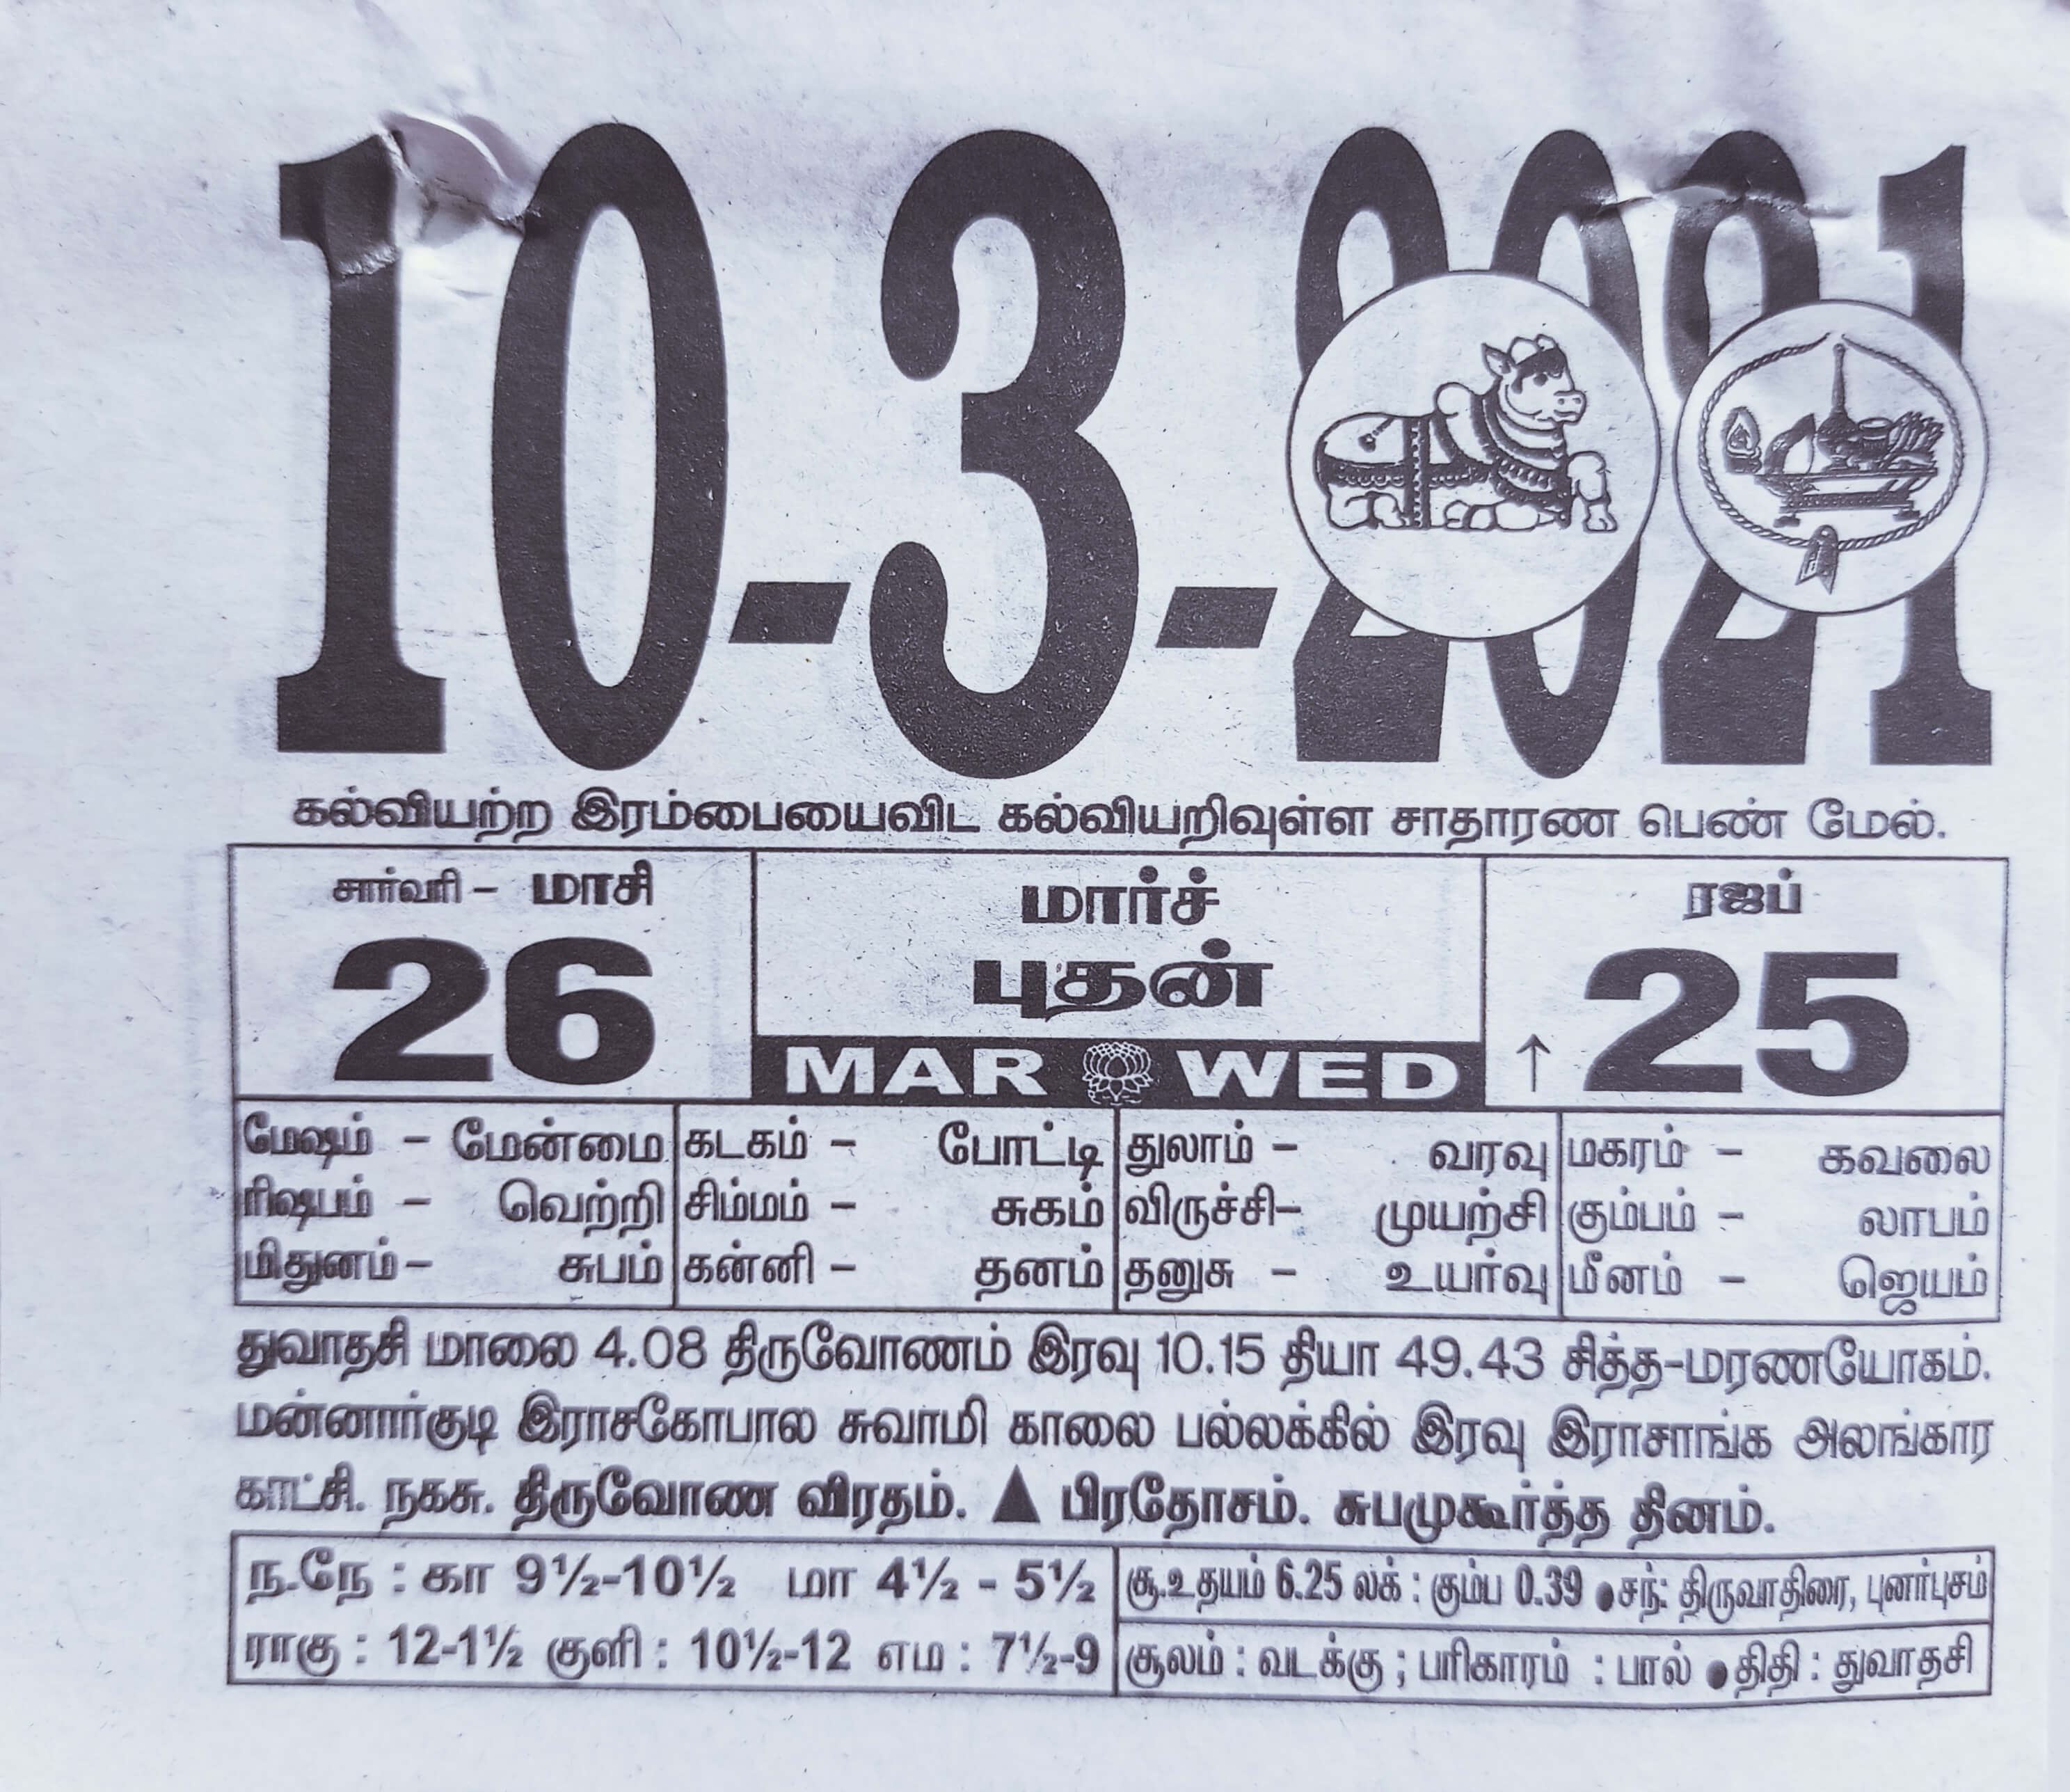 10-3-2021
கல்வியற்ற இரம்பையைவிட கல்வியறிவுள்ள சாதாரண பெண் மேல்.
சார்வரி – மாசி
26
மார்ச்
புதன்
MAR WED
ரஜப்
↑ 25
மேஷம் – மேன்மை கடகம் – போட்டி துலாம் – வரவு மகரம் – கவலை
ரிஷபம் – வெற்றி சிம்மம் – சுகம் விருச்சி– முயற்சி கும்பம் – லாபம்
மிதுனம்– சுபம் கன்னி – தனம் தனுசு – உயர்வு மீனம் – ஜெயம்
துவாதசி மாலை 4.08 திருவோணம் இரவு 10.15 தியா 49.43 சித்த-மரணயோகம்.
மன்னார்குடி இராசகோபால சுவாமி காலை பல்லக்கில் இரவு இராசாங்க அலங்கார
காட்சி. நகசு. திருவோண விரதம். ▲ பிரதோசம். சுபமுகூர்த்த தினம்.
ந.நே : கா 9½-10½ மா 4½ - 5½
ராகு : 12-1½ குளி : 10½-12 எம : 7½-9
சூ.உதயம் 6.25 லக் : கும்ப 0.39 ●சந்: திருவாதிரை, புனர்பூசம்
சூலம் : வடக்கு ; பரிகாரம் : பால் ●திதி : துவாதசி